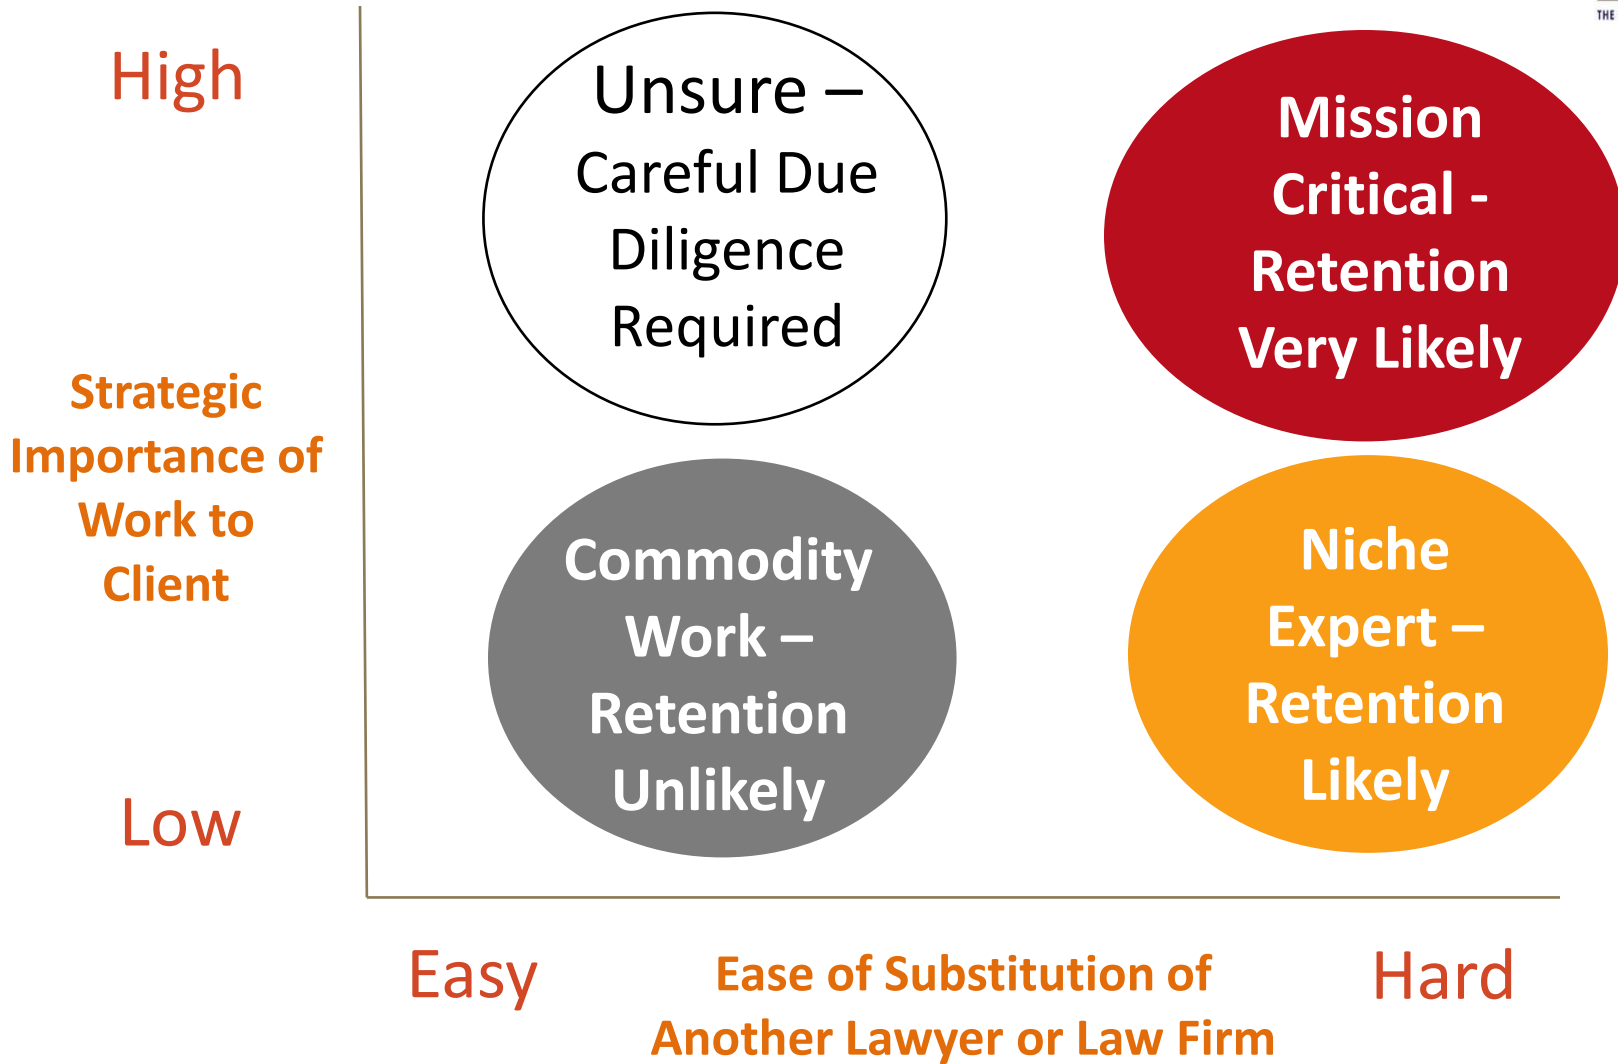 THE
High
Unsure –
Careful Due
Diligence
Required
Mission
Critical -
Retention
Very Likely
Strategic
Importance of
Work to
Client
Commodity
Work –
Retention
Unlikely
Niche
Expert –
Retention
Likely
Low
Easy
Ease of Substitution of
Another Lawyer or Law Firm
Hard